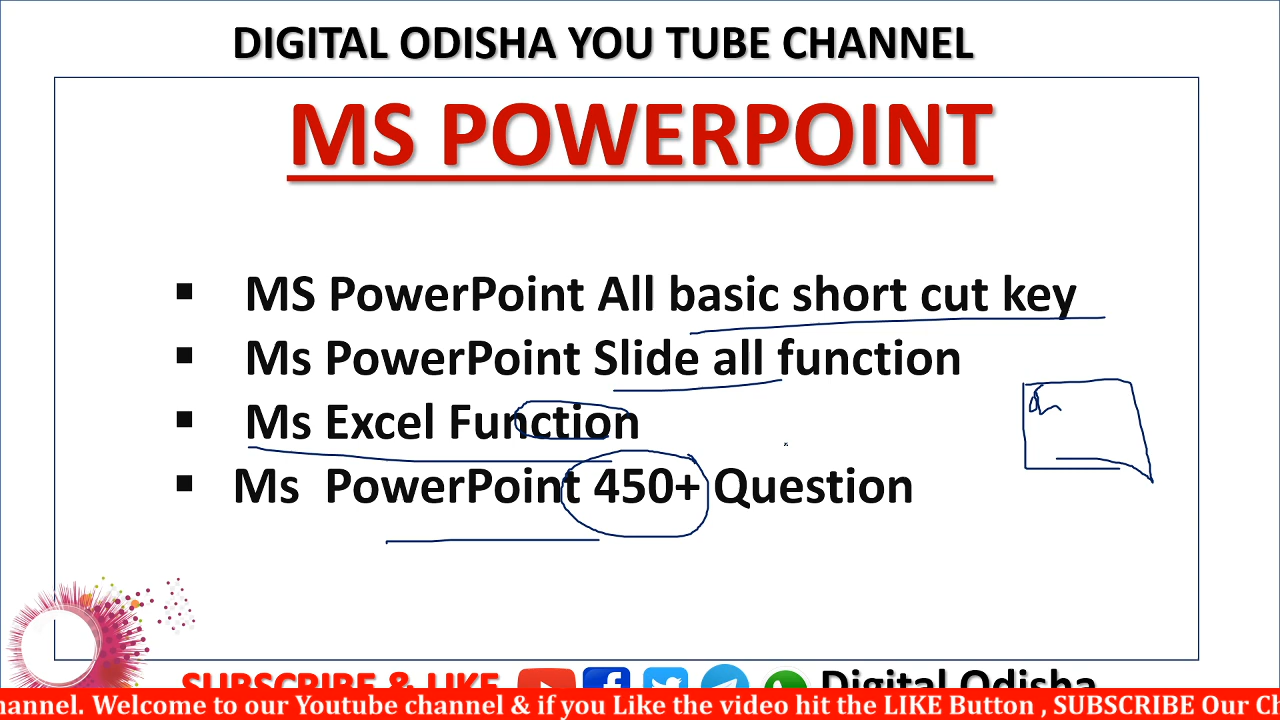 DIGITAL ODISHA YOU TUBE CHANNEL
MS POWERPOINT
▪ MS PowerPoint All basic short cut key
▪ Ms PowerPoint Slide all function
▪ Ms Excel Function
▪ Ms PowerPoint 450+ Question
SUBSCRIBE & LIKE Digital Odisha
hannel. Welcome to our Youtube channel & if you Like the video hit the LIKE Button , SUBSCRIBE Our Ch